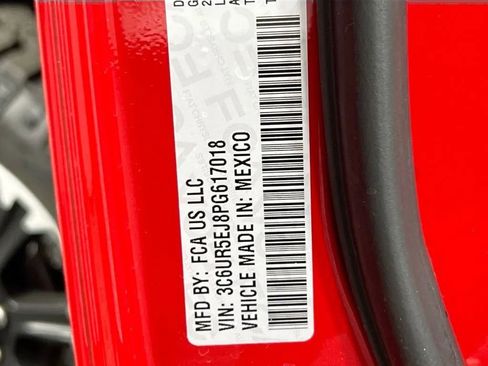 MFD BY: FCA US LLC
VIN: 3C6UR5EJ8PG617018
VEHICLE MADE IN: MEXICO